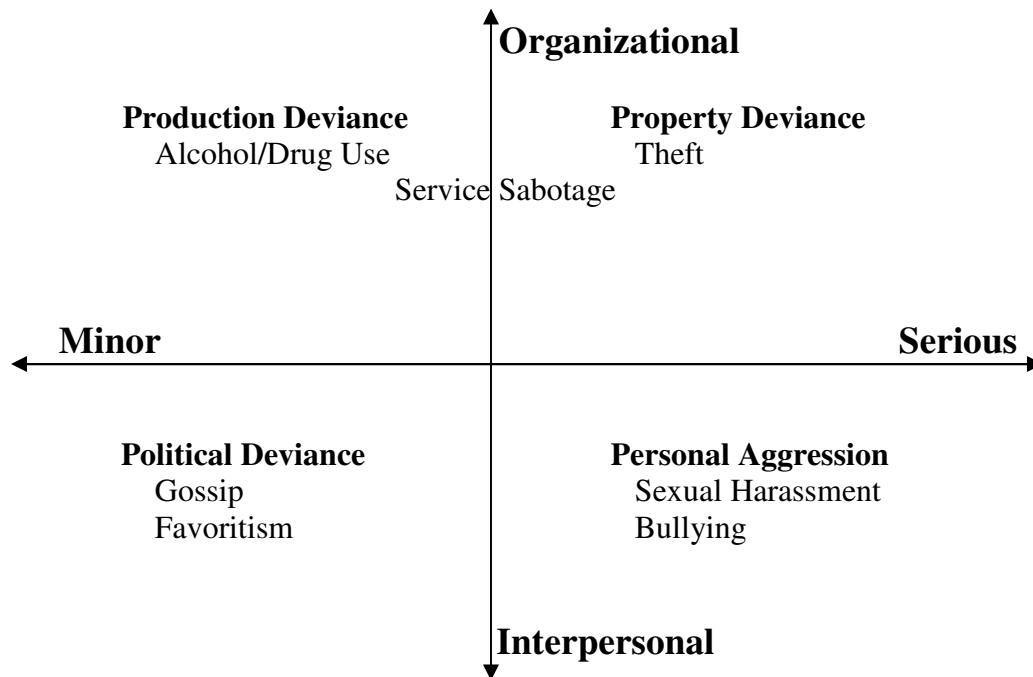 Organizational
Production Deviance
Alcohol/Drug Use
Property Deviance
Theft
Service Sabotage
Minor
Serious
Political Deviance
Gossip
Favoritism
Personal Aggression
Sexual Harassment
Bullying
Interpersonal